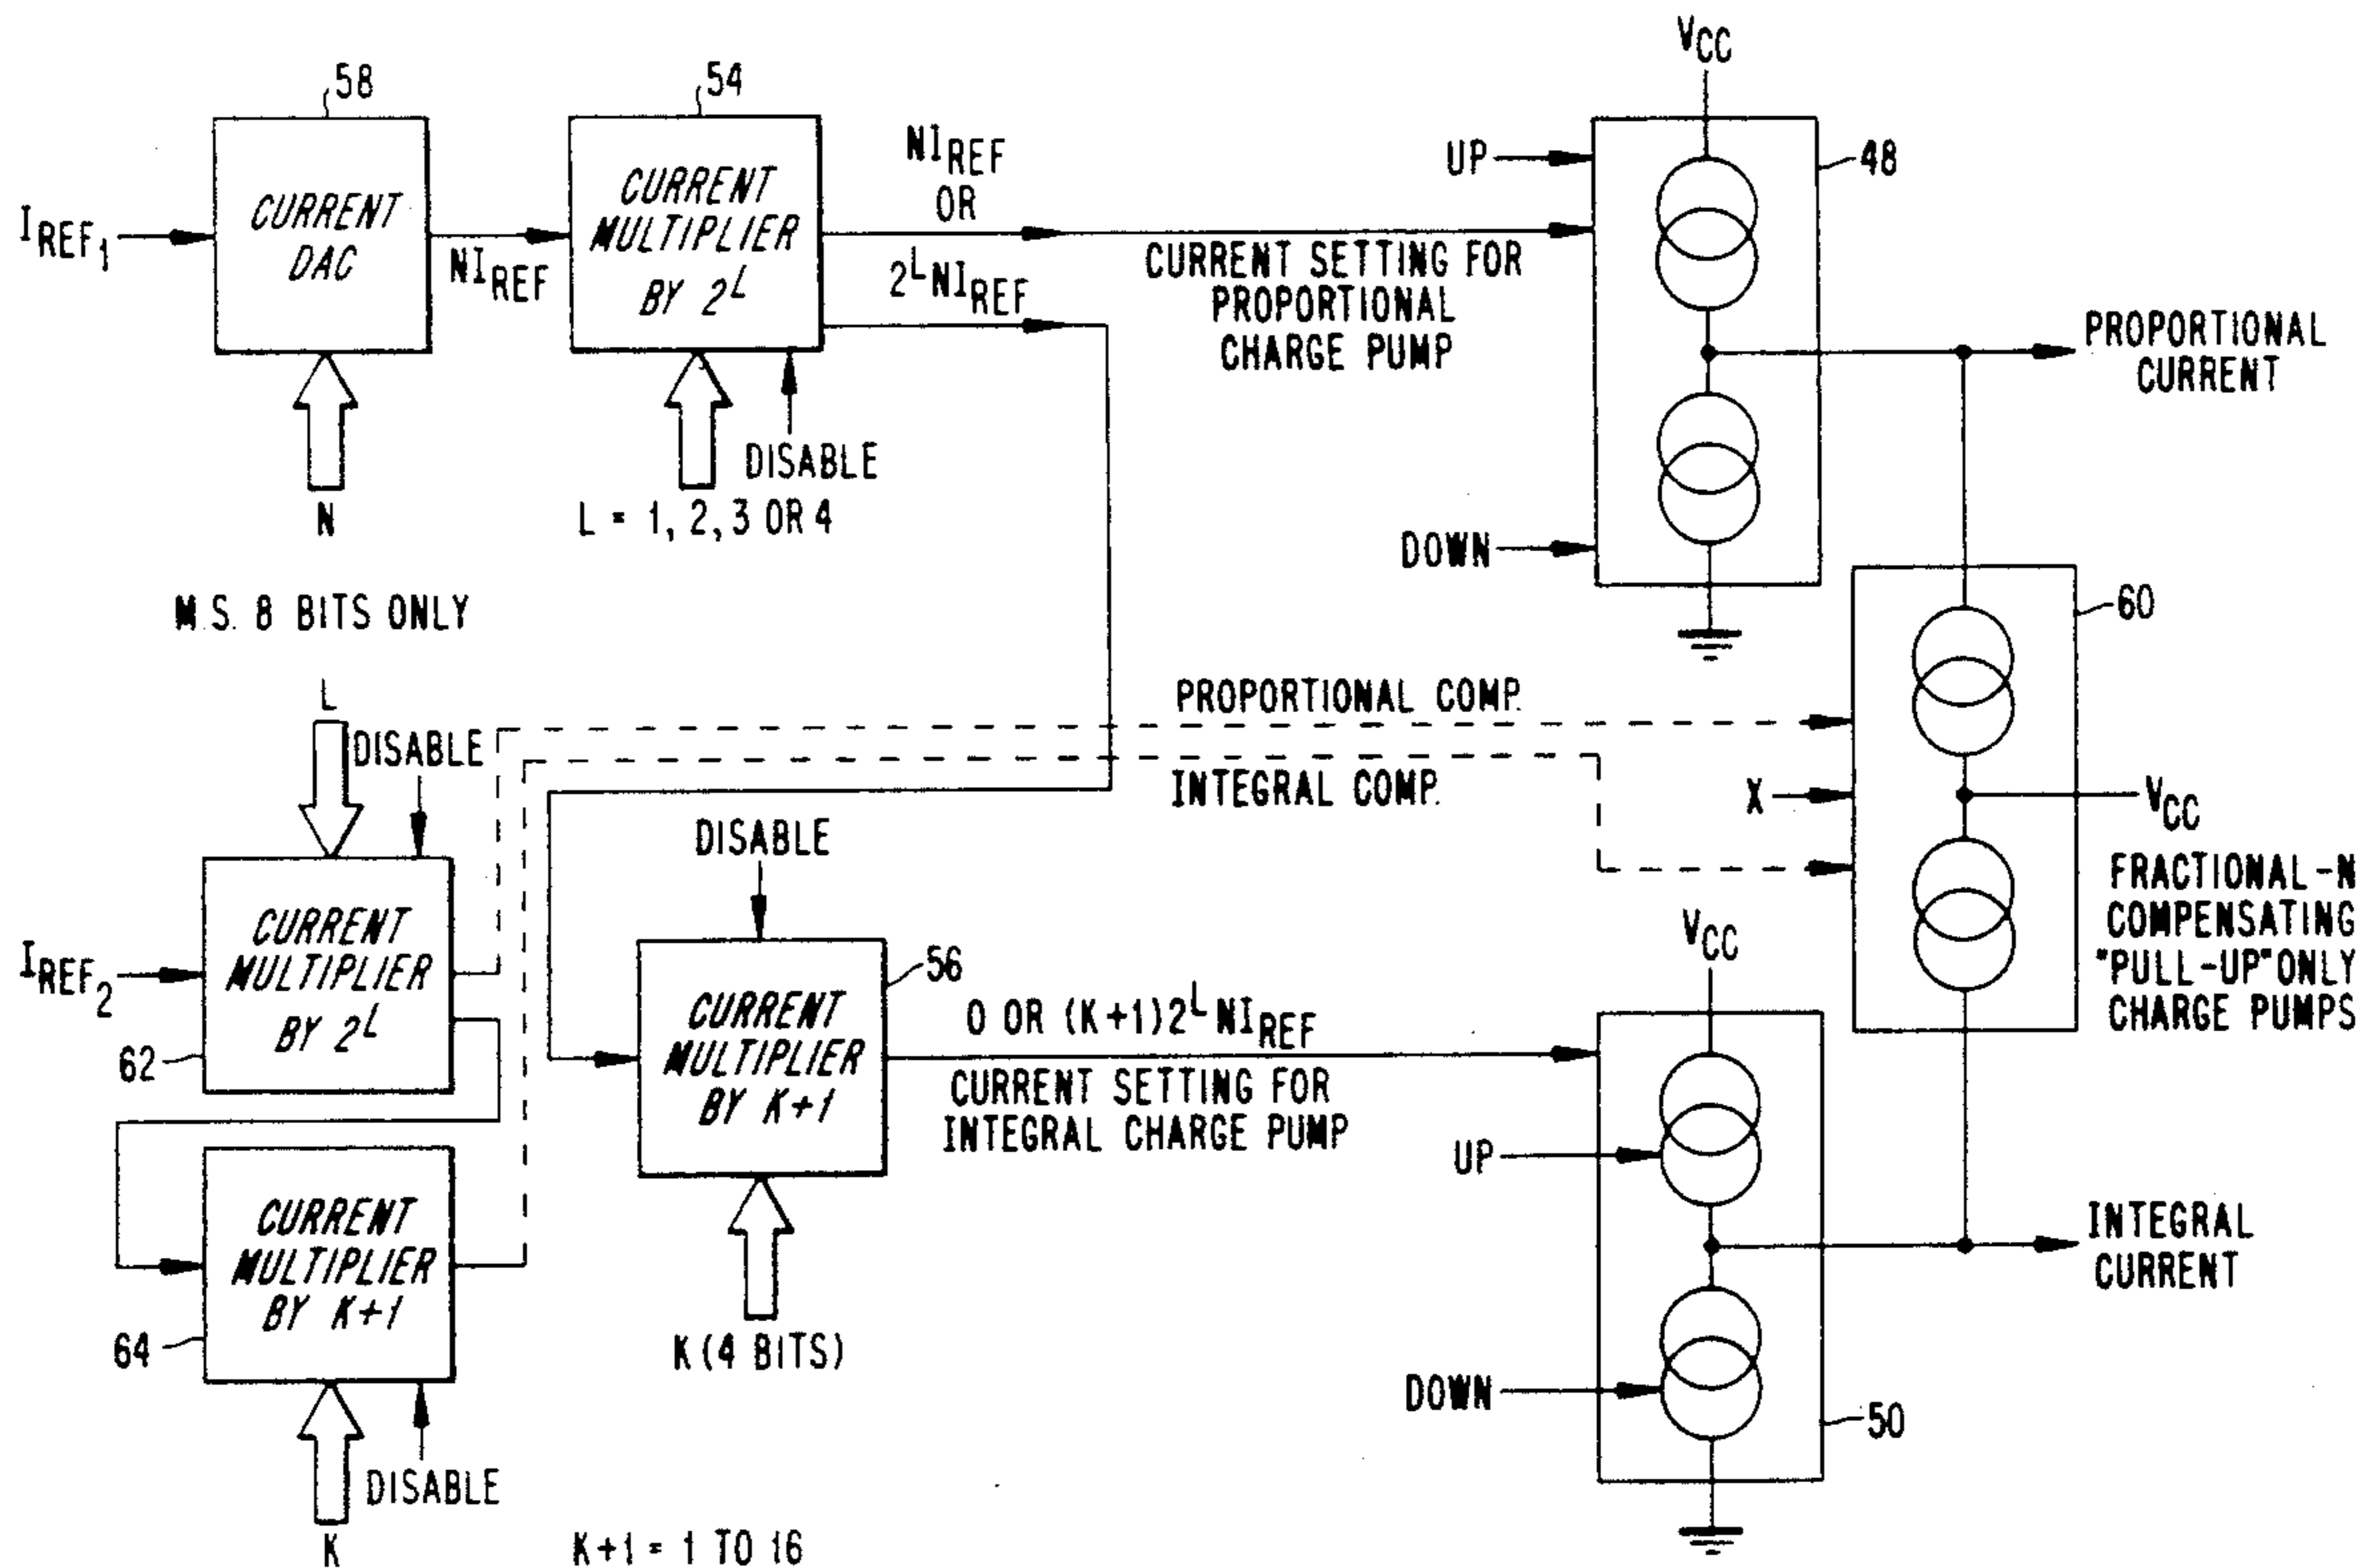 58
I_REF1
CURRENT
DAC
N
NI_REF
54
CURRENT
MULTIPLIER
BY 2^L
L = 1, 2, 3 OR 4
DISABLE
NI_REF
OR
2^L NI_REF
CURRENT SETTING FOR
PROPORTIONAL
CHARGE PUMP
V_CC
UP
48
DOWN
PROPORTIONAL
CURRENT
M.S. 8 BITS ONLY
L
DISABLE
I_REF2
CURRENT
MULTIPLIER
BY 2^L
62
CURRENT
MULTIPLIER
BY K+1
64
K
DISABLE
PROPORTIONAL COMP.
INTEGRAL COMP.
DISABLE
56
CURRENT
MULTIPLIER
BY K+1
K (4 BITS)
K+1 = 1 TO 16
0 OR (K+1)2^L NI_REF
CURRENT SETTING FOR
INTEGRAL CHARGE PUMP
60
X
V_CC
FRACTIONAL-N
COMPENSATING
"PULL-UP" ONLY
CHARGE PUMPS
V_CC
UP
DOWN
50
INTEGRAL
CURRENT